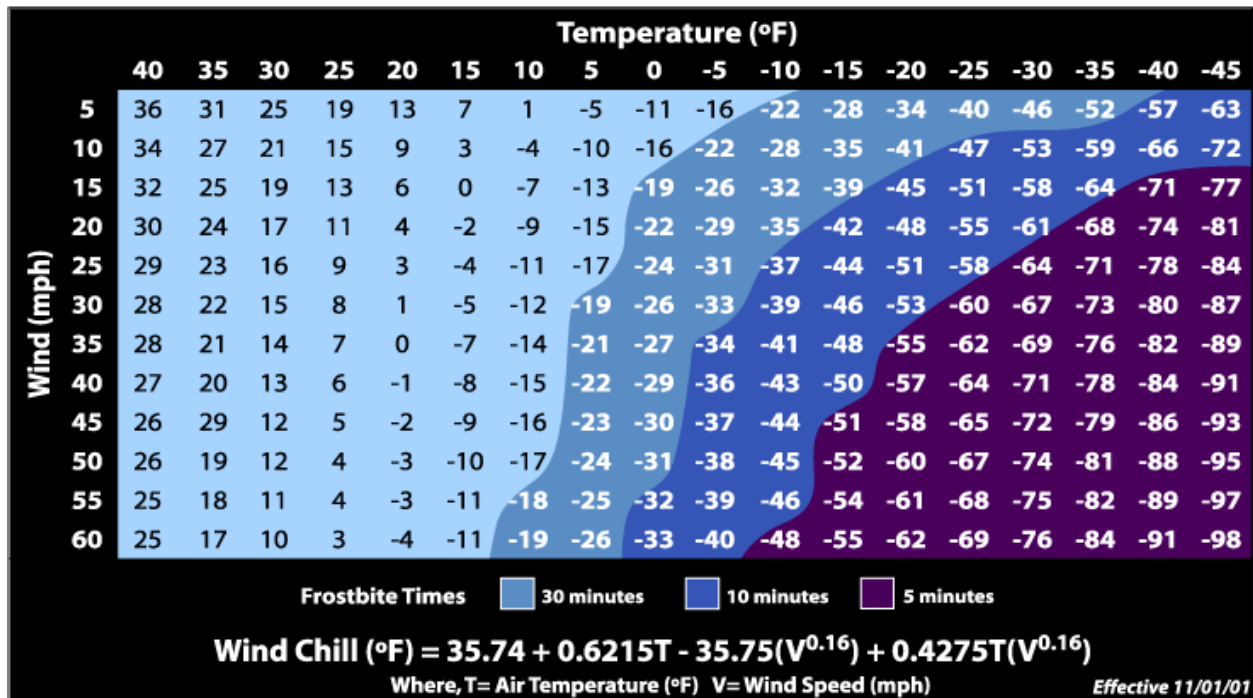 Temperature (ºF)
40 35 30 25 20 15 10 5 0 -5 -10 -15 -20 -25 -30 -35 -40 -45
Wind (mph)
5 36 31 25 19 13 7 1 -5 -11 -16 -22 -28 -34 -40 -46 -52 -57 -63
10 34 27 21 15 9 3 -4 -10 -16 -22 -28 -35 -41 -47 -53 -59 -66 -72
15 32 25 19 13 6 0 -7 -13 -19 -26 -32 -39 -45 -51 -58 -64 -71 -77
20 30 24 17 11 4 -2 -9 -15 -22 -29 -35 -42 -48 -55 -61 -68 -74 -81
25 29 23 16 9 3 -4 -11 -17 -24 -31 -37 -44 -51 -58 -64 -71 -78 -84
30 28 22 15 8 1 -5 -12 -19 -26 -33 -39 -46 -53 -60 -67 -73 -80 -87
35 28 21 14 7 0 -7 -14 -21 -27 -34 -41 -48 -55 -62 -69 -76 -82 -89
40 27 20 13 6 -1 -8 -15 -22 -29 -36 -43 -50 -57 -64 -71 -78 -84 -91
45 26 29 12 5 -2 -9 -16 -23 -30 -37 -44 -51 -58 -65 -72 -79 -86 -93
50 26 19 12 4 -3 -10 -17 -24 -31 -38 -45 -52 -60 -67 -74 -81 -88 -95
55 25 18 11 4 -3 -11 -18 -25 -32 -39 -46 -54 -61 -68 -75 -82 -89 -97
60 25 17 10 3 -4 -11 -19 -26 -33 -40 -48 -55 -62 -69 -76 -84 -91 -98
Frostbite Times 30 minutes 10 minutes 5 minutes
Wind Chill (ºF) = 35.74 + 0.6215T - 35.75(V^0.16) + 0.4275T(V^0.16)
Where, T= Air Temperature (ºF) V= Wind Speed (mph) Effective 11/01/01